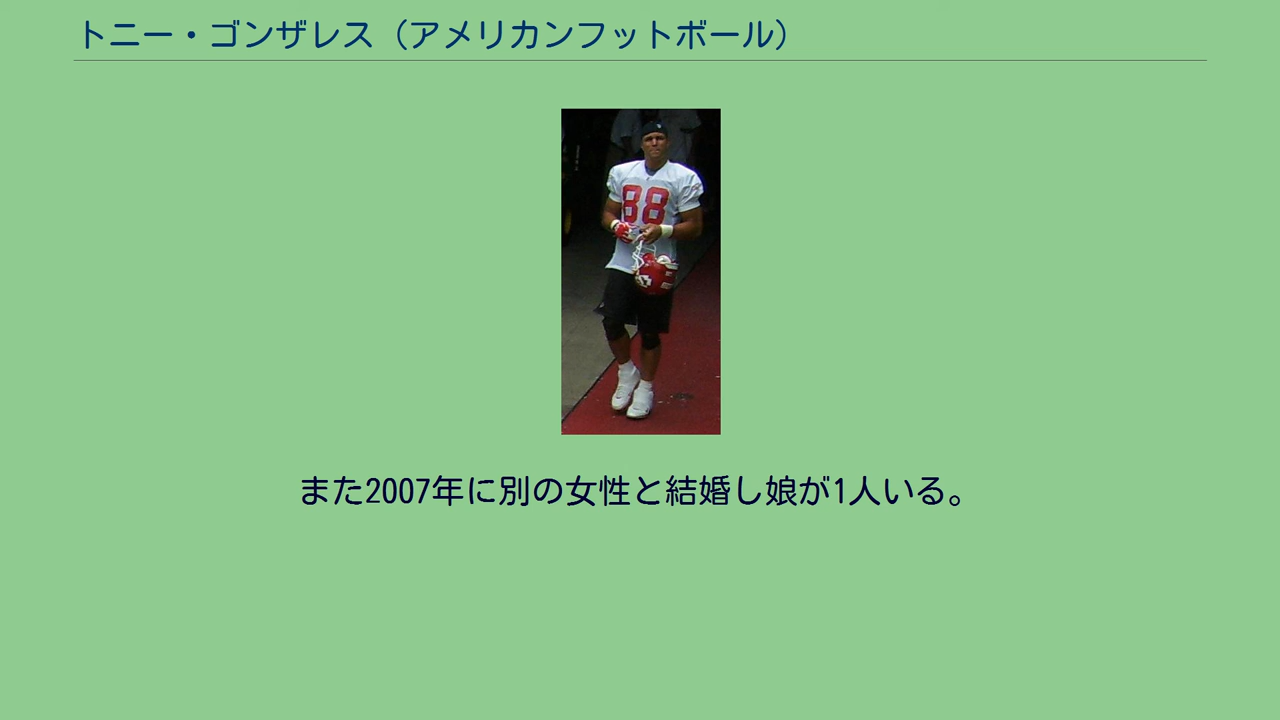 トニー・ゴンザレス（アメリカンフットボール）
88
また2007年に別の女性と結婚し娘が1人いる。